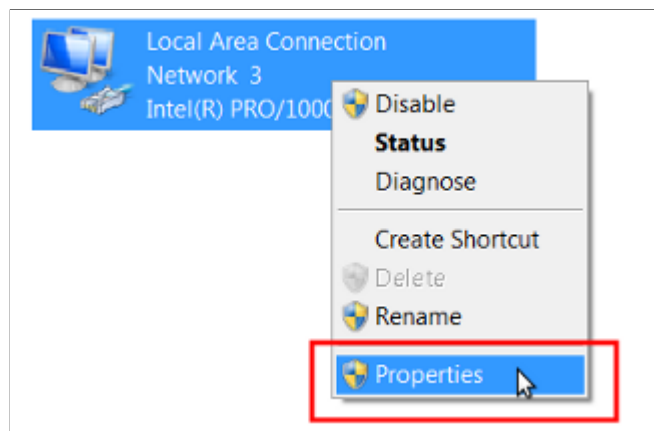 Local Area Connection
Network 3
Intel(R) PRO/1000
Disable
Status
Diagnose
Create Shortcut
Delete
Rename
Properties